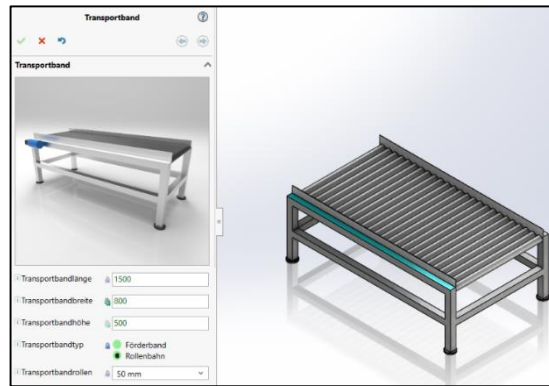 Transportband
Transportband
Transportbandlänge 1500
Transportbandbreite 800
Transportbandhöhe 500
Transportbandtyp Förderband
Rollenbahn
Transportbandrollen 50 mm